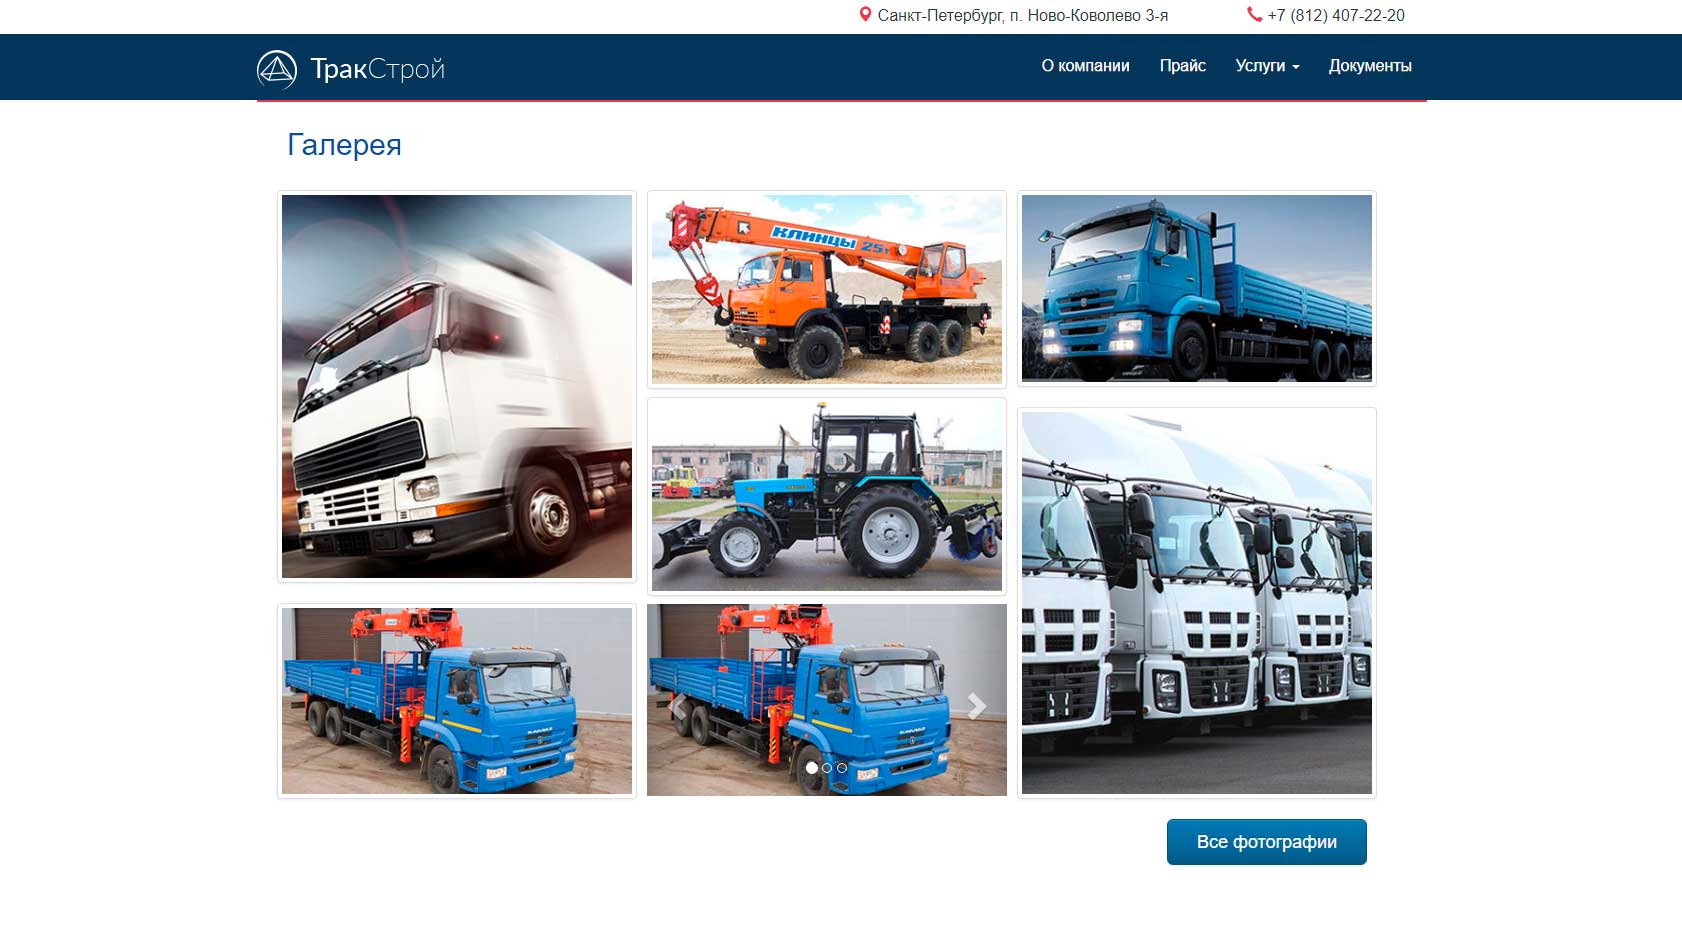 Санкт-Петербург, п. Ново-Коволево 3-я
+7 (812) 407-22-20
ТракСтрой
О компании
Прайс
Услуги
Документы
Галерея
КЛИНЦЫ 25т
Все фотографии